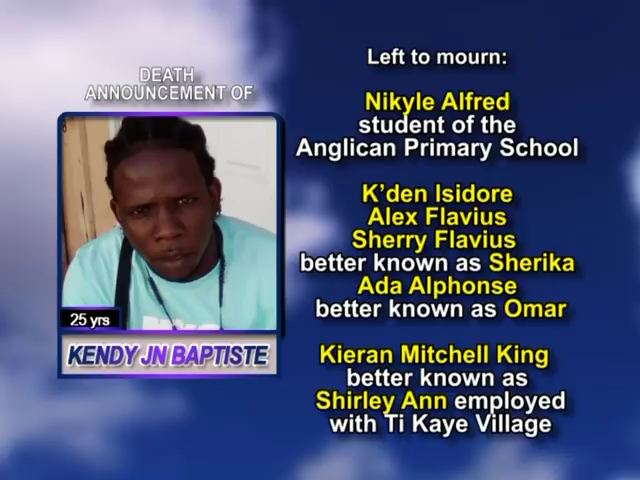 DEATH
ANNOUNCEMENT OF
25 yrs
KENDY JN BAPTISTE
Left to mourn:
Nikyle Alfred
student of the
Anglican Primary School
K'den Isidore
Alex Flavius
Sherry Flavius
better known as Sherika
Ada Alphonse
better known as Omar
Kieran Mitchell King
better known as
Shirley Ann employed
with Ti Kaye Village